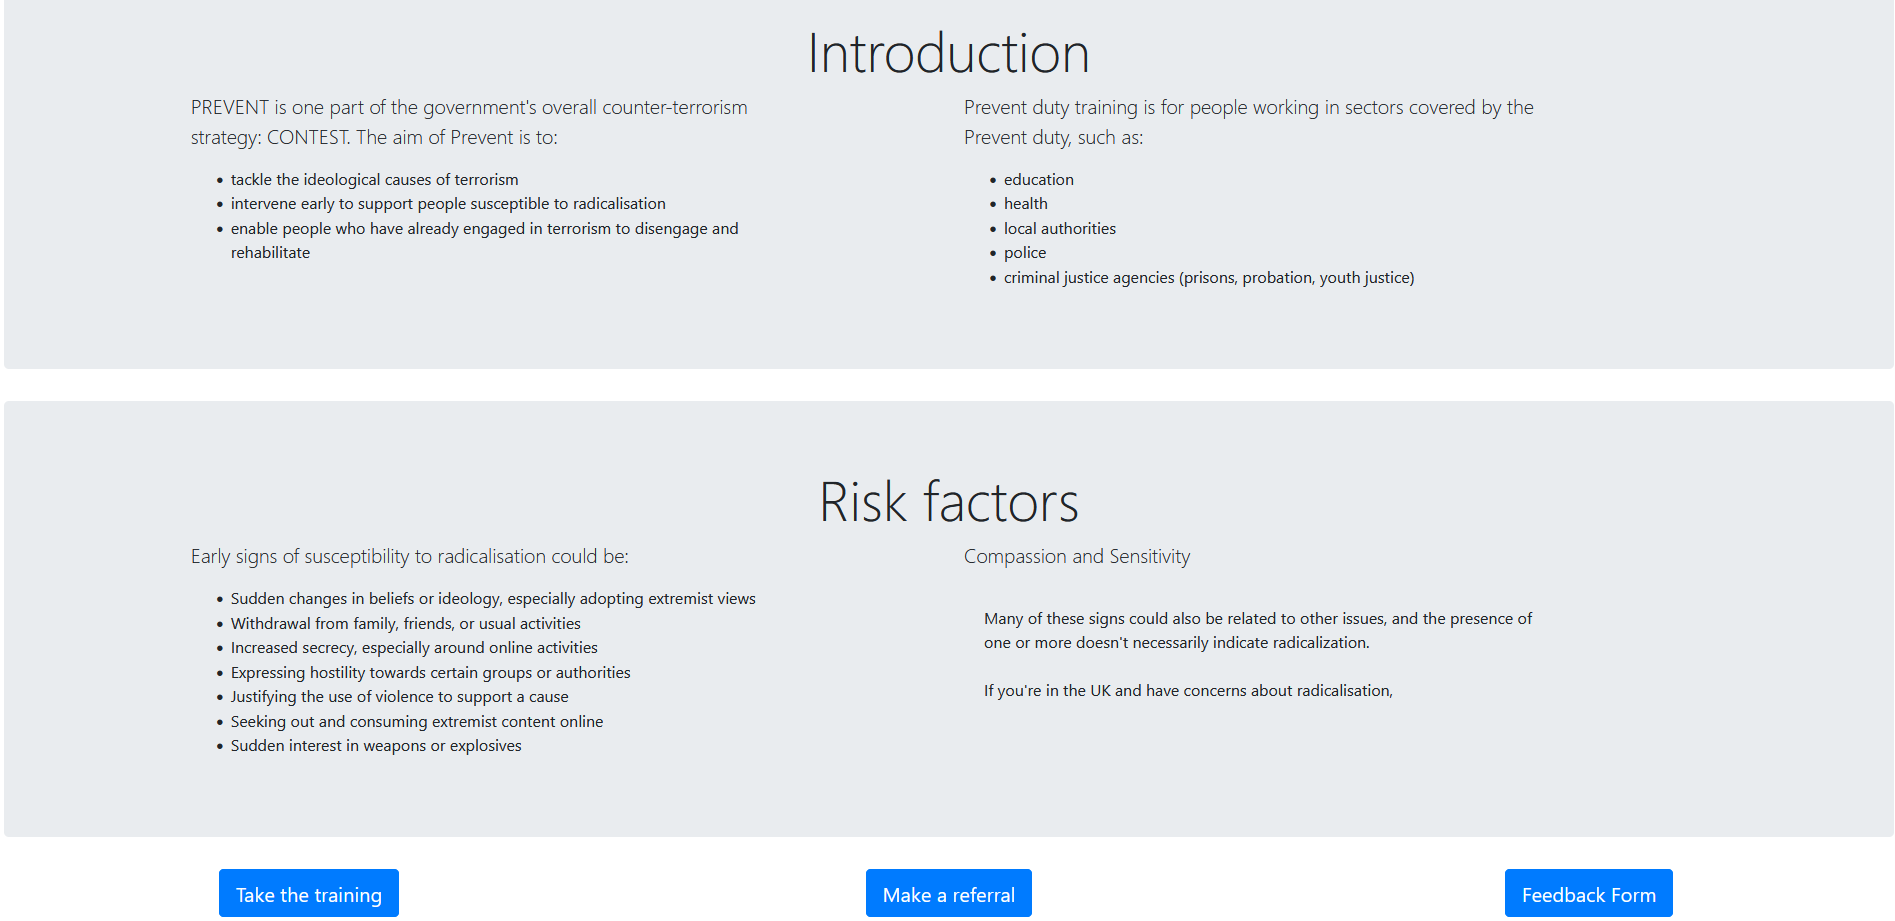 Introduction
PREVENT is one part of the government's overall counter-terrorism
strategy: CONTEST. The aim of Prevent is to:
• tackle the ideological causes of terrorism
• intervene early to support people susceptible to radicalisation
• enable people who have already engaged in terrorism to disengage and
rehabilitate
Prevent duty training is for people working in sectors covered by the
Prevent duty, such as:
• education
• health
• local authorities
• police
• criminal justice agencies (prisons, probation, youth justice)
Risk factors
Early signs of susceptibility to radicalisation could be:
• Sudden changes in beliefs or ideology, especially adopting extremist views
• Withdrawal from family, friends, or usual activities
• Increased secrecy, especially around online activities
• Expressing hostility towards certain groups or authorities
• Justifying the use of violence to support a cause
• Seeking out and consuming extremist content online
• Sudden interest in weapons or explosives
Compassion and Sensitivity
Many of these signs could also be related to other issues, and the presence of
one or more doesn't necessarily indicate radicalization.
If you're in the UK and have concerns about radicalisation,
Take the training
Make a referral
Feedback Form